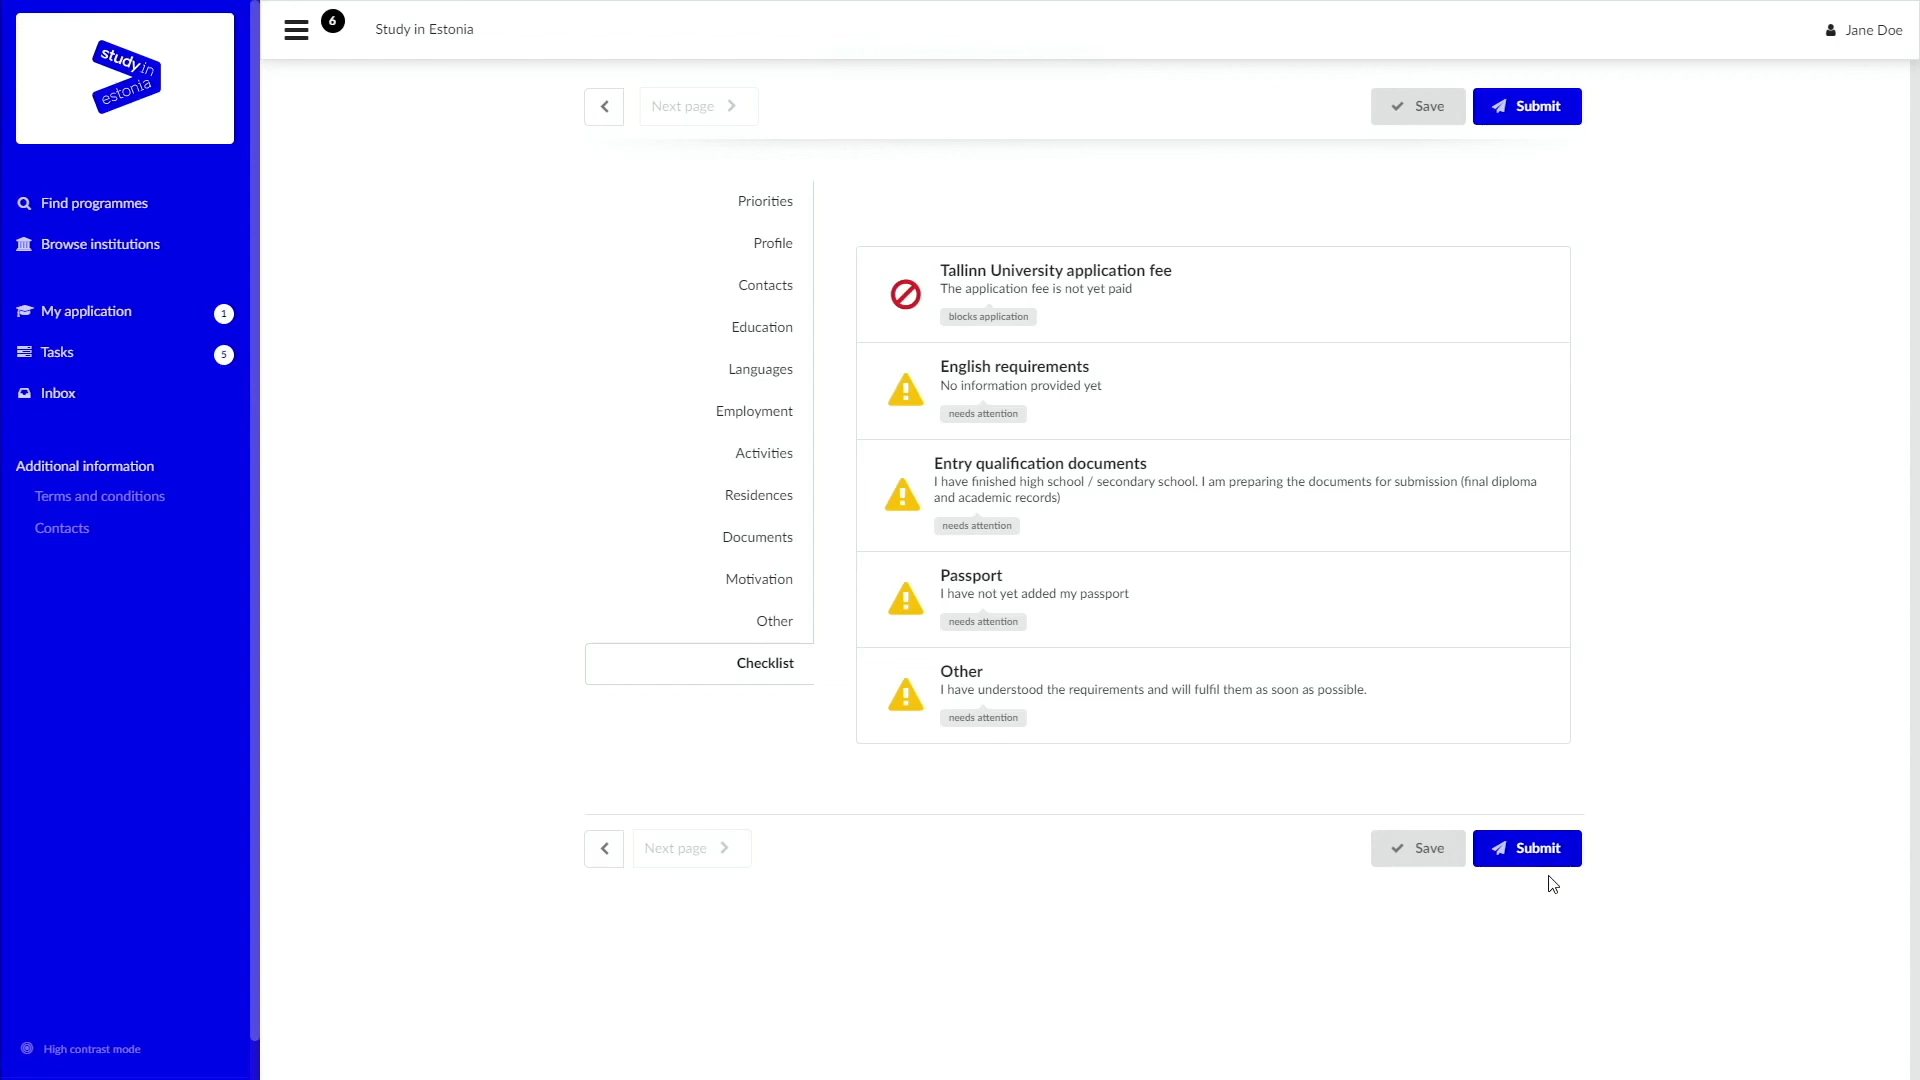 study in
estonia
6
Study in Estonia
Jane Doe
Find programmes
Browse institutions
My application
1
Tasks
5
Inbox
Additional information
Terms and conditions
Contacts
High contrast mode
Next page
Save
Submit
Priorities
Profile
Contacts
Education
Languages
Employment
Activities
Residences
Documents
Motivation
Other
Checklist
Tallinn University application fee
The application fee is not yet paid
blocks application
English requirements
No information provided yet
needs attention
Entry qualification documents
I have finished high school / secondary school. I am preparing the documents for submission (final diploma
and academic records)
needs attention
Passport
I have not yet added my passport
needs attention
Other
I have understood the requirements and will fulfil them as soon as possible.
needs attention
Next page
Save
Submit